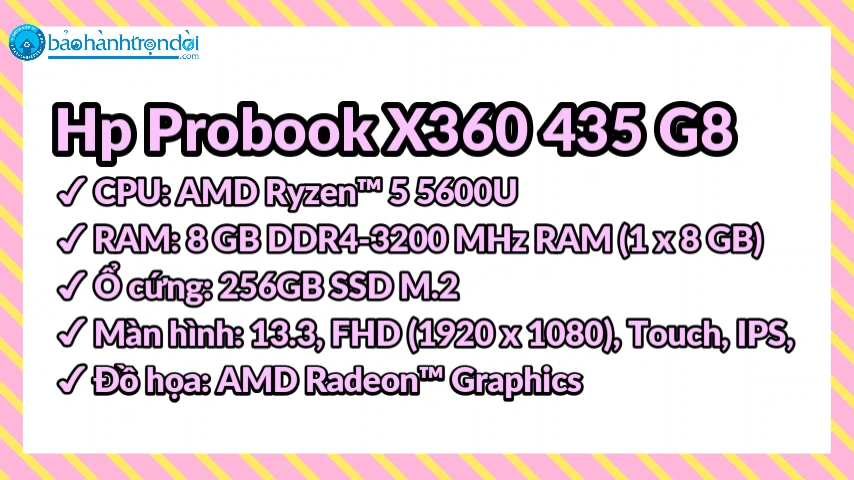 bảohànhtrọnđời
.com
Hp Probook X360 435 G8
✓ CPU: AMD Ryzen™ 5 5600U
✓ RAM: 8 GB DDR4-3200 MHz RAM (1 x 8 GB)
✓ Ổ cứng: 256GB SSD M.2
✓ Màn hình: 13.3, FHD (1920 x 1080), Touch, IPS,
✓ Đồ họa: AMD Radeon™ Graphics